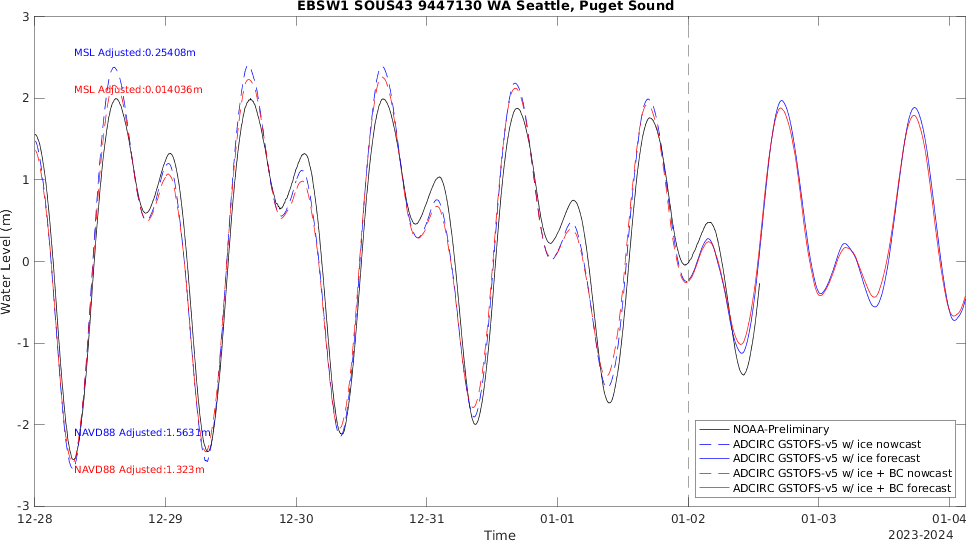 EBSW1 SOUS43 9447130 WA Seattle, Puget Sound
Water Level (m)
3
2
1
0
-1
-2
-3
MSL Adjusted:0.25408m
MSL Adjusted:0.014036m
NAVD88 Adjusted:1.5631m
NAVD88 Adjusted:1.323m
NOAA-Preliminary
ADCIRC GSTOFS-v5 w/ ice nowcast
ADCIRC GSTOFS-v5 w/ ice forecast
ADCIRC GSTOFS-v5 w/ ice + BC nowcast
ADCIRC GSTOFS-v5 w/ ice + BC forecast
12-28 12-29 12-30 12-31 01-01 01-02 01-03 01-04
Time
2023-2024